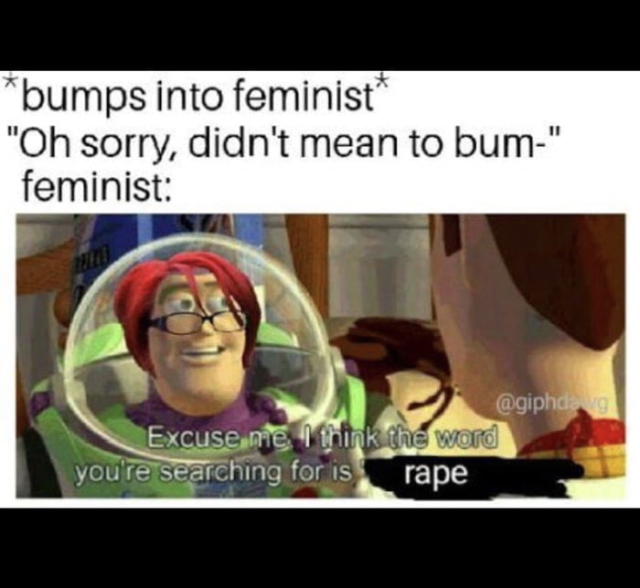 *bumps into feminist*
"Oh sorry, didn't mean to bum-"
feminist:
Excuse me, I think the word
you're searching for is rape